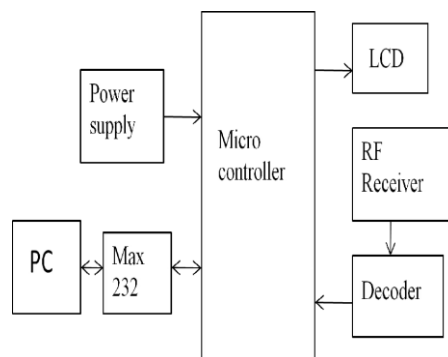 Power
supply
Micro
controller
LCD
RF
Receiver
PC
Max
232
Decoder